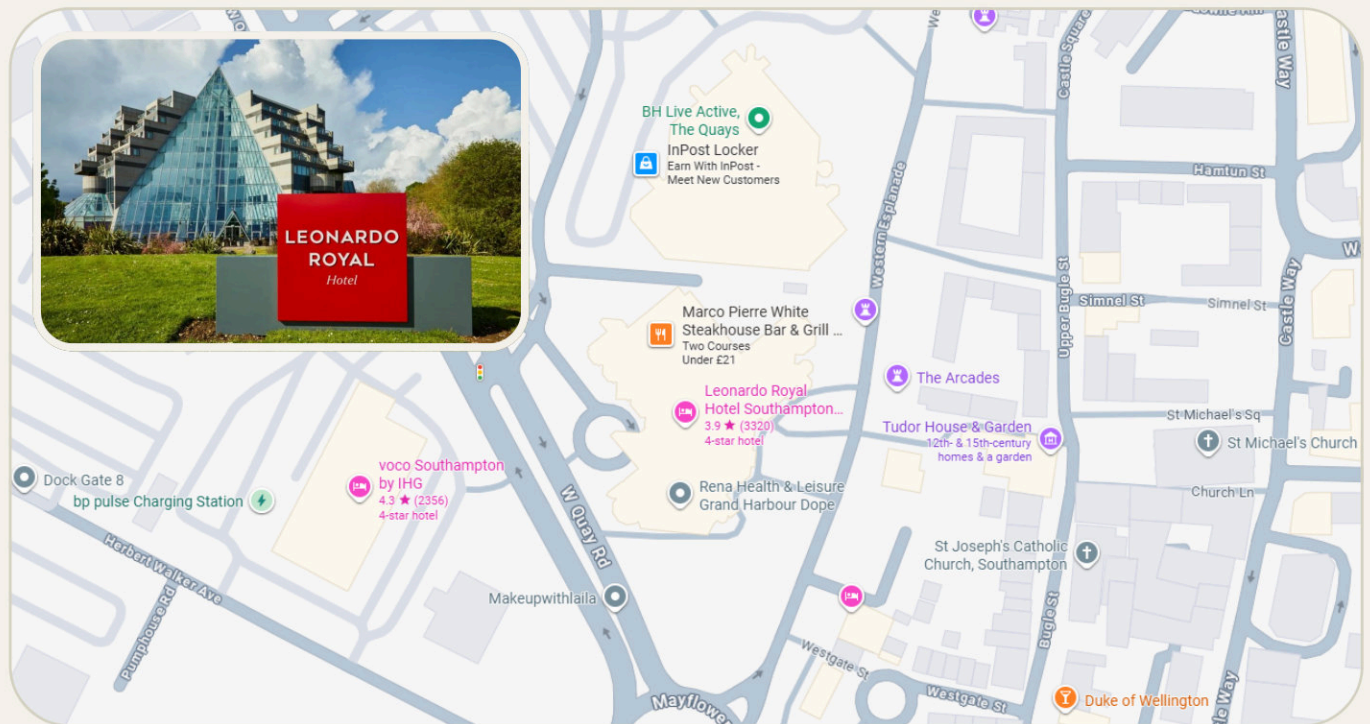 LEONARDO
ROYAL
Hotel
BH Live Active,
The Quays
InPost Locker
Earn With InPost -
Meet New Customers
Western Esplanade
Castle Square
Castle Way
Hamtun St
Marco Pierre White
Steakhouse Bar & Grill ...
Two Courses
Under £21
Upper Bugle St
Simnel St
Simnel St
Castle Way
The Arcades
Leonardo Royal
Hotel Southampton...
3.9 ★ (3320)
4-star hotel
St Michael's Sq
Tudor House & Garden
12th- & 15th-century
homes & a garden
St Michael's Church
voco Southampton
by IHG
4.3 ★ (2356)
4-star hotel
Dock Gate 8
bp pulse Charging Station
Rena Health & Leisure
Grand Harbour Dope
Church Ln
W Quay Rd
Herbert Walker Ave
St Joseph's Catholic
Church, Southampton
Makeupwithlaila
Pumphouse Rd
Bugle St
Westgate St
Westgate St
Mayflowe
Duke of Wellington
le Way